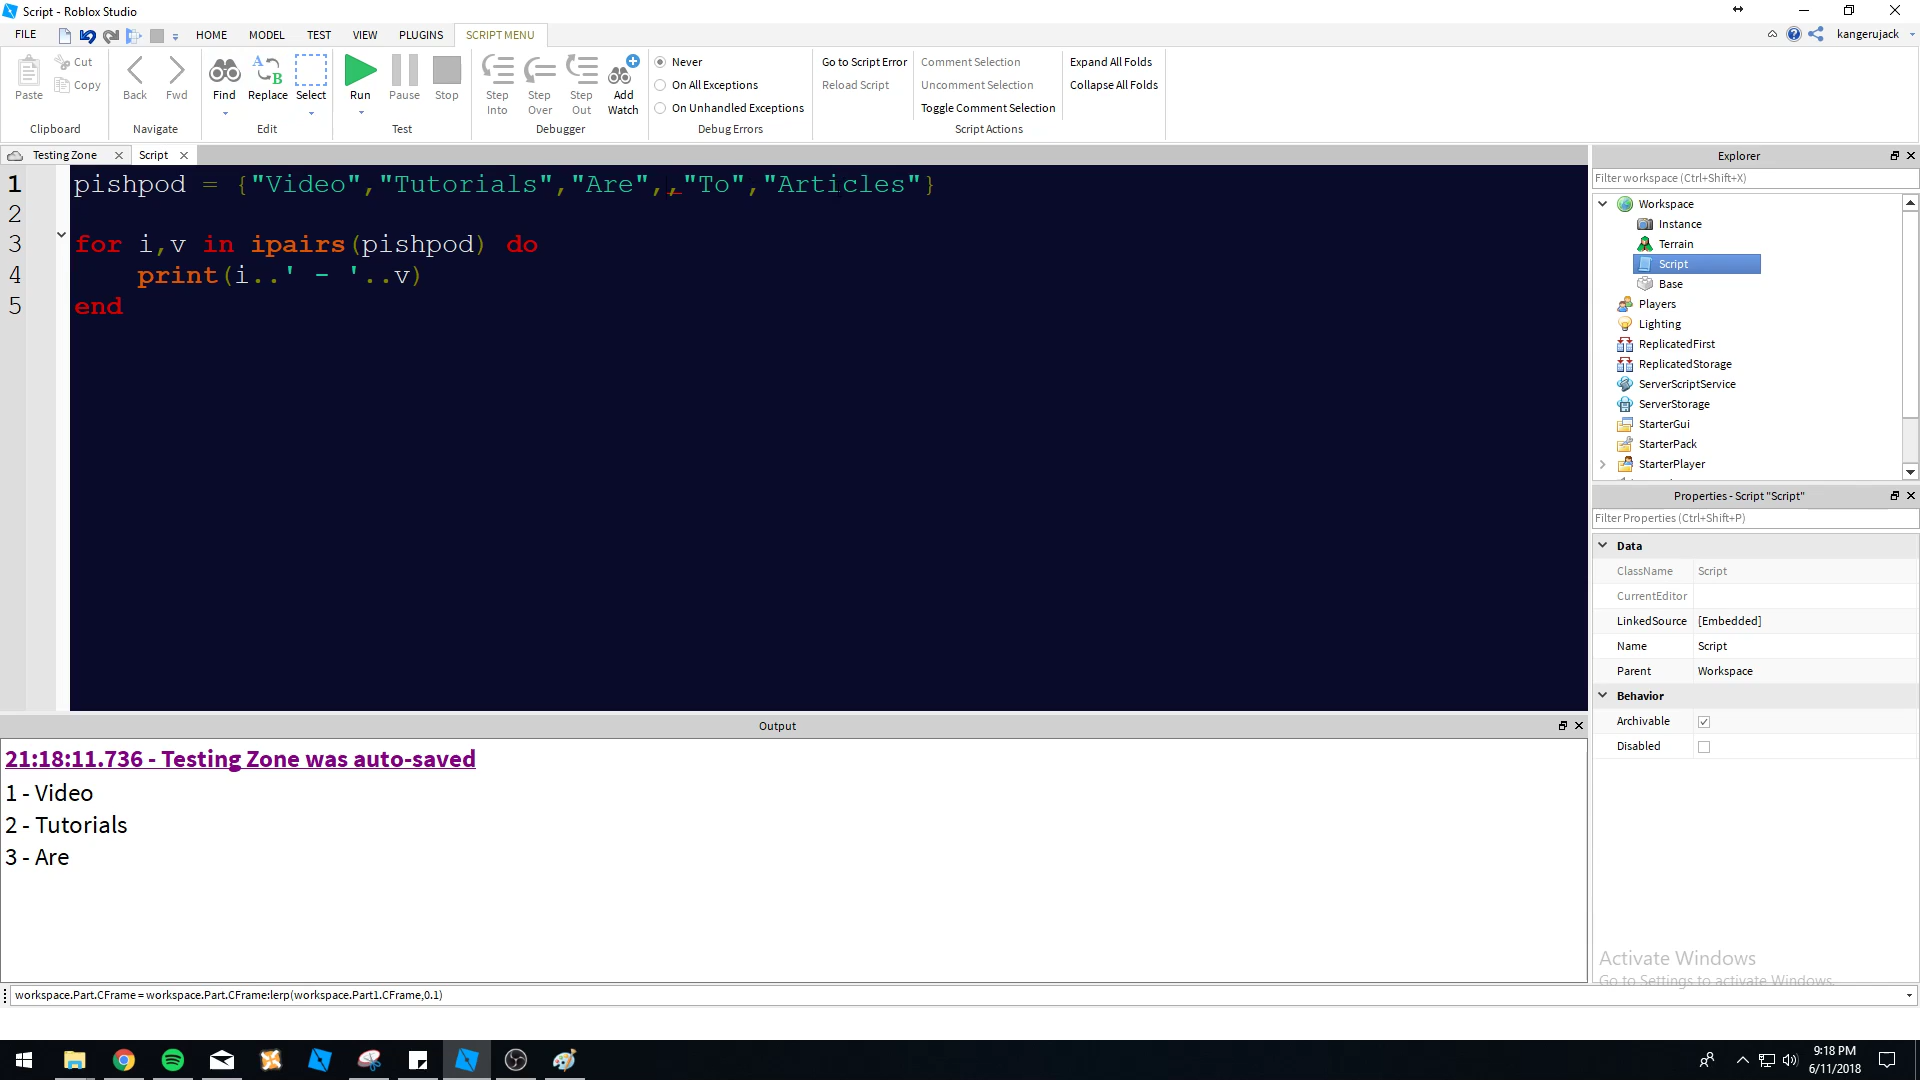 Script - Roblox Studio
FILE HOME MODEL TEST VIEW PLUGINS SCRIPT MENU kangerujack
Paste Cut Copy
Clipboard
Back Fwd
Navigate
Find Replace Select
Edit
Run Pause Stop
Test
Step Into Step Over Step Out Add Watch
Debugger
Never
On All Exceptions
On Unhandled Exceptions
Debug Errors
Go to Script Error
Reload Script
Comment Selection
Uncomment Selection
Toggle Comment Selection
Expand All Folds
Collapse All Folds
Script Actions
Testing Zone Script
1 pishpod = {"Video","Tutorials","Are",,"To","Articles"}
2
3 for i,v in ipairs(pishpod) do
4 print(i..' - '..v)
5 end
Explorer
Filter workspace (Ctrl+Shift+X)
Workspace
Instance
Terrain
Script
Base
Players
Lighting
ReplicatedFirst
ReplicatedStorage
ServerScriptService
ServerStorage
StarterGui
StarterPack
StarterPlayer
Properties - Script "Script"
Filter Properties (Ctrl+Shift+P)
Data
ClassName Script
CurrentEditor
LinkedSource [Embedded]
Name Script
Parent Workspace
Behavior
Archivable
Disabled
Output
21:18:11.736 - Testing Zone was auto-saved
1 - Video
2 - Tutorials
3 - Are
Activate Windows
Go to Settings to activate Windows.
workspace.Part.CFrame = workspace.Part.CFrame:lerp(workspace.Part1.CFrame,0.1)
9:18 PM
6/11/2018